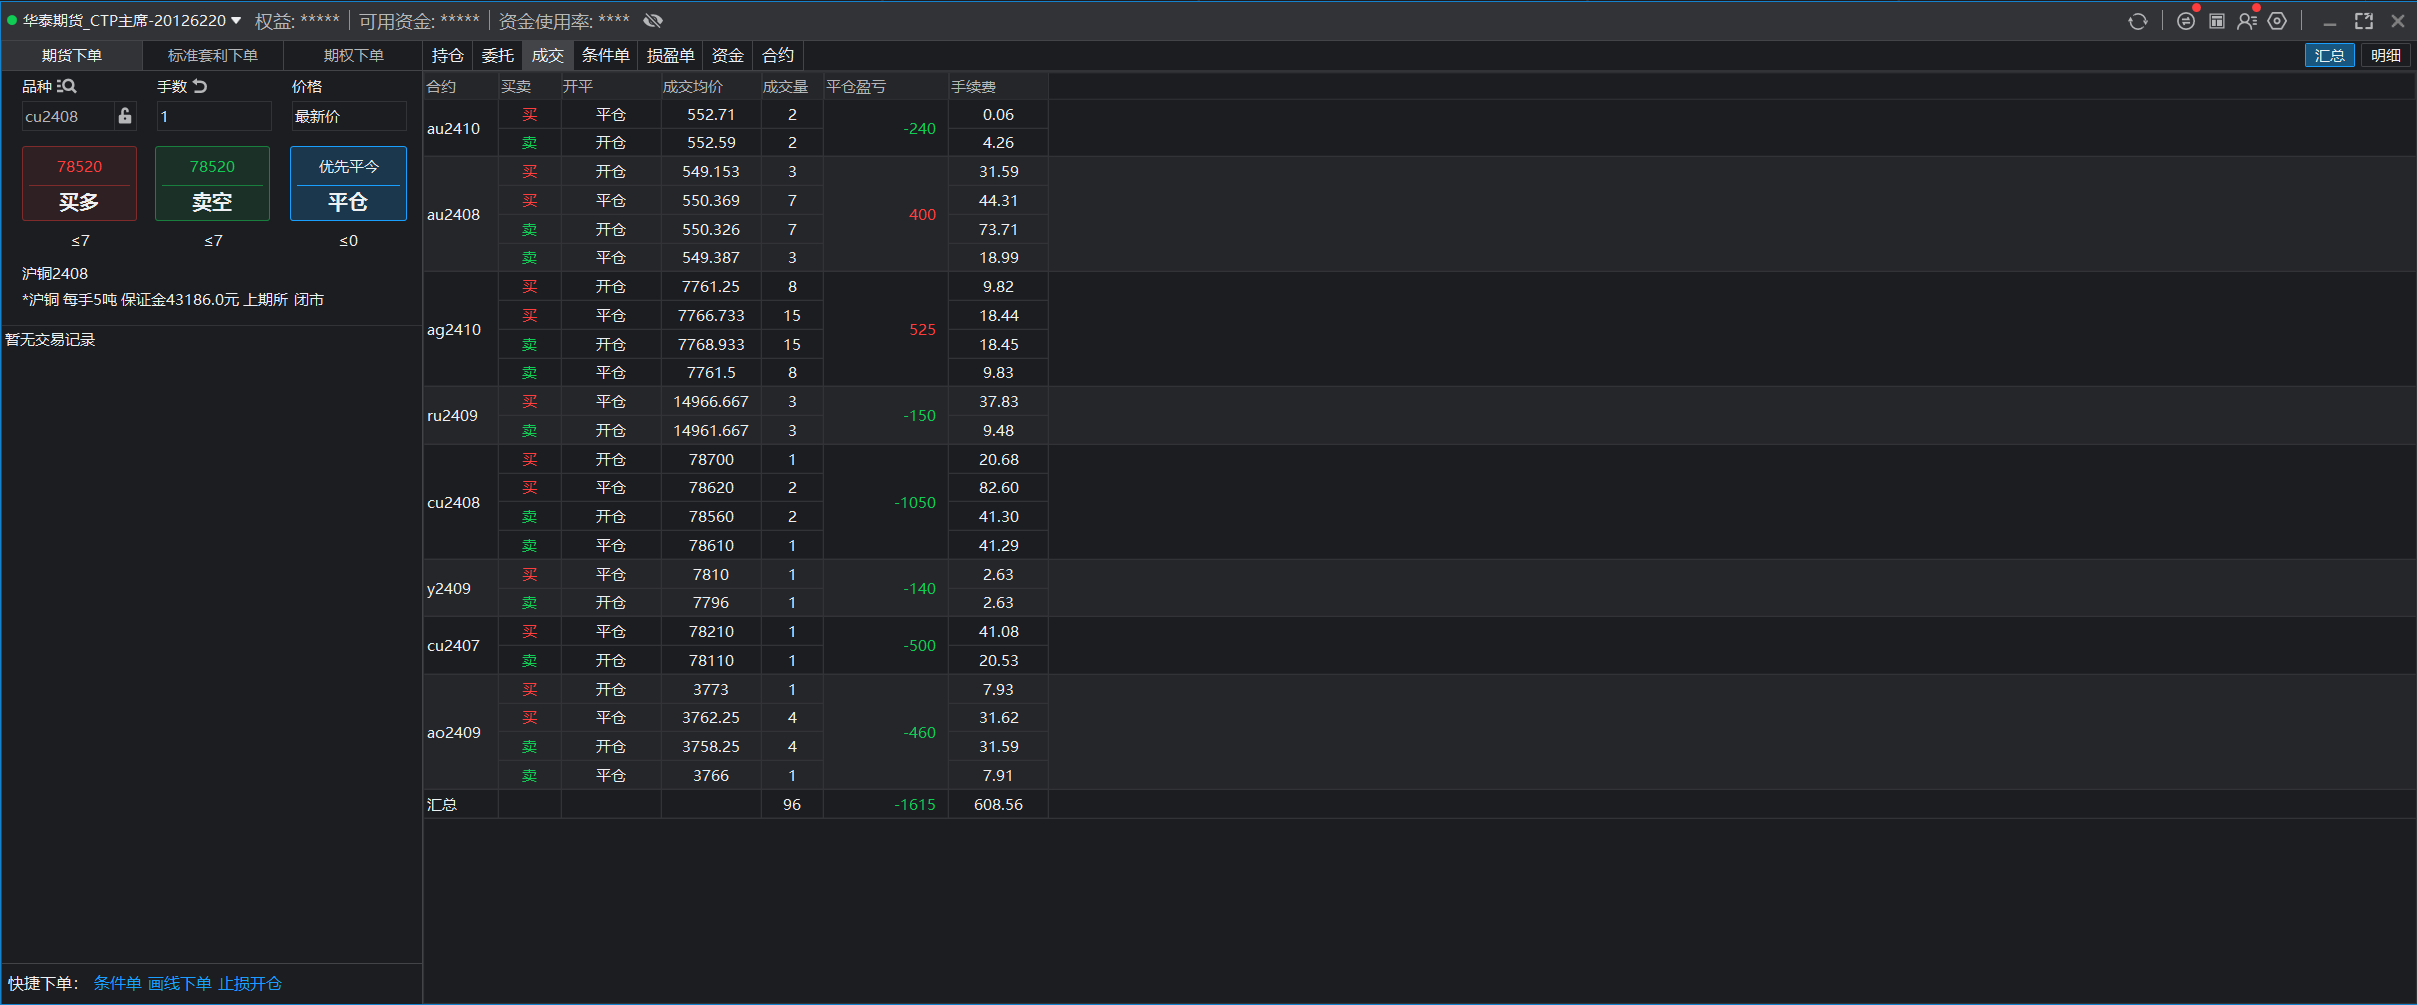 华泰期货_CTP主席-20126220 权益: ***** 可用资金: ***** 资金使用率: ****
期货下单 标准套利下单 期权下单 持仓 委托 成交 条件单 损盈单 资金 合约 汇总 明细
品种 手数 价格
cu2408 1 最新价
78520 买多
78520 卖空
优先平今 平仓
≤7 ≤7 ≤0
沪铜2408
*沪铜 每手5吨 保证金43186.0元 上期所 闭市
暂无交易记录
快捷下单： 条件单 画线下单 止损开仓
合约 买卖 开平 成交均价 成交量 平仓盈亏 手续费
au2410 买 平仓 552.71 2 -240 0.06
卖 开仓 552.59 2 4.26
au2408 买 开仓 549.153 3 400 31.59
买 平仓 550.369 7 44.31
卖 开仓 550.326 7 73.71
卖 平仓 549.387 3 18.99
ag2410 买 开仓 7761.25 8 525 9.82
买 平仓 7766.733 15 18.44
卖 开仓 7768.933 15 18.45
卖 平仓 7761.5 8 9.83
ru2409 买 平仓 14966.667 3 -150 37.83
卖 开仓 14961.667 3 9.48
cu2408 买 开仓 78700 1 -1050 20.68
买 平仓 78620 2 82.60
卖 开仓 78560 2 41.30
卖 平仓 78610 1 41.29
y2409 买 平仓 7810 1 -140 2.63
卖 开仓 7796 1 2.63
cu2407 买 平仓 78210 1 -500 41.08
卖 开仓 78110 1 20.53
ao2409 买 开仓 3773 1 -460 7.93
买 平仓 3762.25 4 31.62
卖 开仓 3758.25 4 31.59
卖 平仓 3766 1 7.91
汇总 96 -1615 608.56